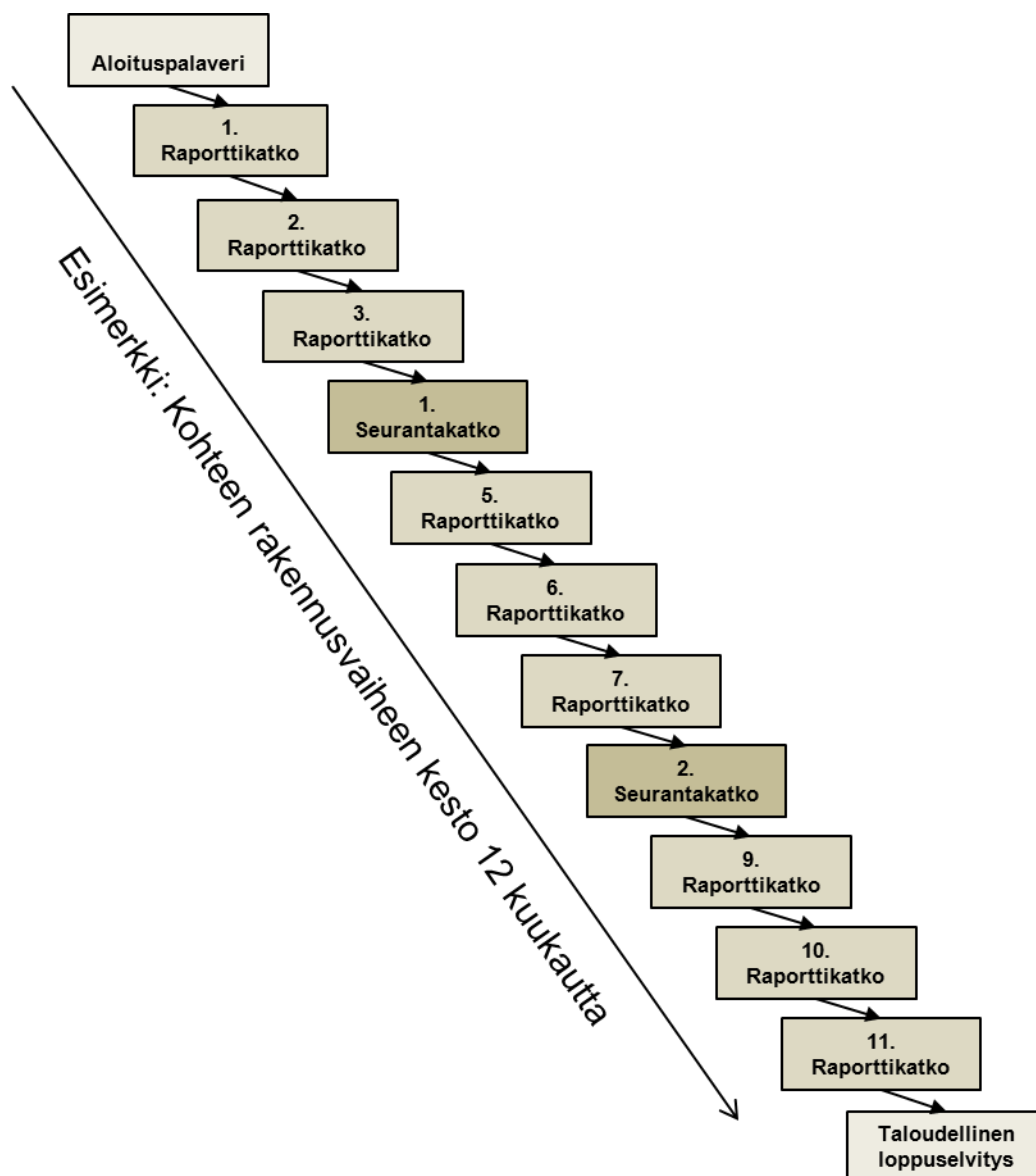 Aloituspalaveri
1.
Raporttikatko
2.
Raporttikatko
3.
Raporttikatko
1.
Seurantakatko
5.
Raporttikatko
6.
Raporttikatko
7.
Raporttikatko
2.
Seurantakatko
9.
Raporttikatko
10.
Raporttikatko
11.
Raporttikatko
Taloudellinen
loppuselvitys
Esimerkki: Kohteen rakennusvaiheen kesto 12 kuukautta